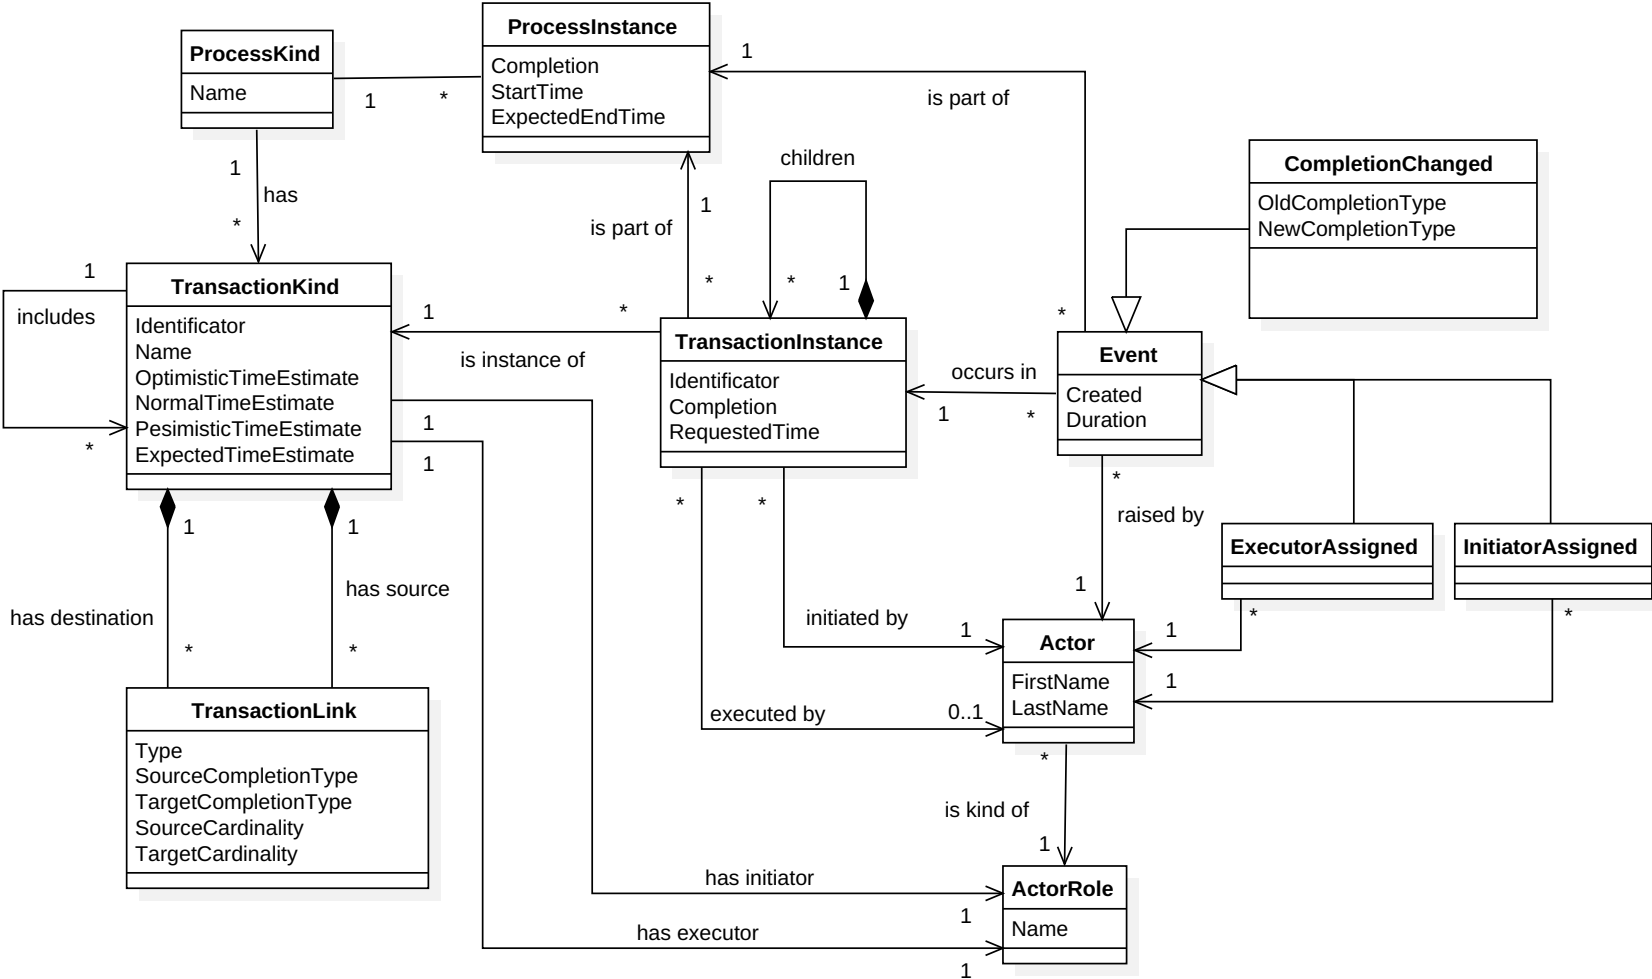 ProcessKind
Name
1
*
ProcessInstance
Completion
StartTime
ExpectedEndTime
1
is part of
children
CompletionChanged
OldCompletionType
NewCompletionType
1
has
*
is part of
1
*
*
1
1
includes
*
TransactionKind
Identificator
Name
OptimisticTimeEstimate
NormalTimeEstimate
PesimisticTimeEstimate
ExpectedTimeEstimate
1
*
is instance of
1
1
TransactionInstance
Identificator
Completion
RequestedTime
occurs in
1
*
*
Event
Created
Duration
*
raised by
1
ExecutorAssigned
InitiatorAssigned
*
*
1
1
has destination
*
1
has source
*
*
*
initiated by
1
executed by
0..1
Actor
FirstName
LastName
1
1
TransactionLink
Type
SourceCompletionType
TargetCompletionType
SourceCardinality
TargetCardinality
*
is kind of
1
has initiator
1
has executor
1
ActorRole
Name